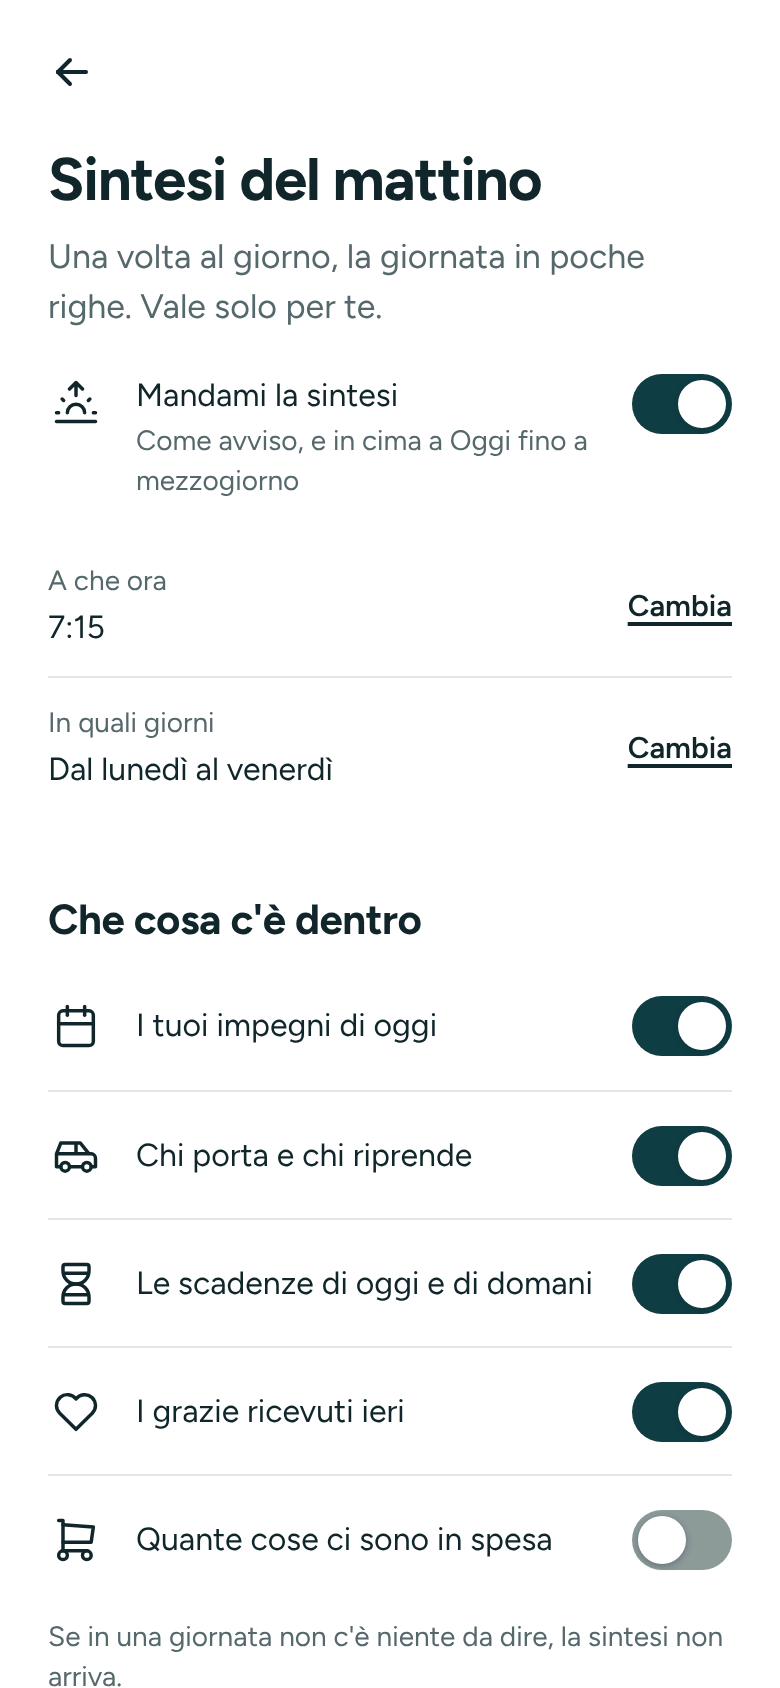 Sintesi del mattino
Una volta al giorno, la giornata in poche
righe. Vale solo per te.
Mandami la sintesi
Come avviso, e in cima a Oggi fino a
mezzogiorno
A che ora
7:15
Cambia
In quali giorni
Dal lunedì al venerdì
Cambia
Che cosa c'è dentro
I tuoi impegni di oggi
Chi porta e chi riprende
Le scadenze di oggi e di domani
I grazie ricevuti ieri
Quante cose ci sono in spesa
Se in una giornata non c'è niente da dire, la sintesi non
arriva.